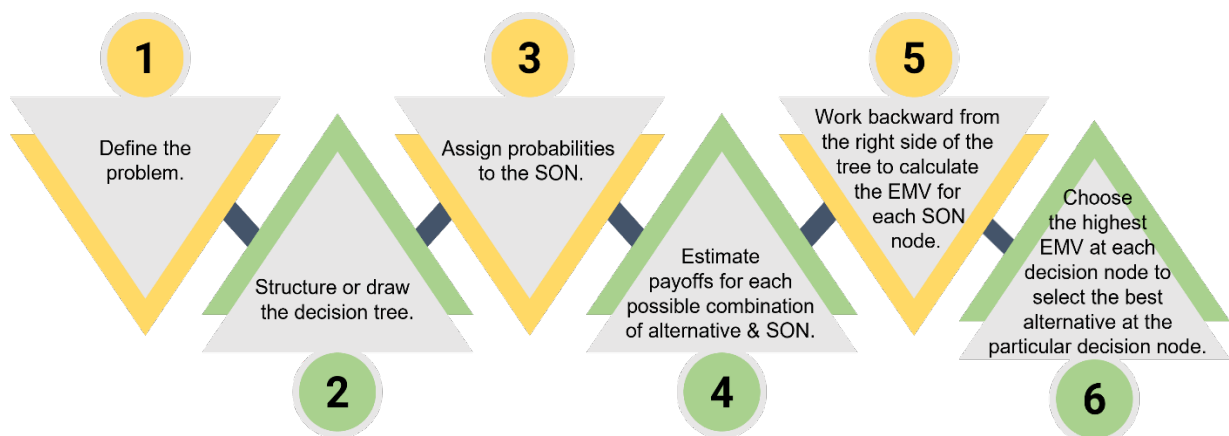 1
Define the
problem.
2
Structure or draw
the decision tree.
3
Assign probabilities
to the SON.
4
Estimate
payoffs for each
possible combination
of alternative & SON.
5
Work backward from
the right side of the
tree to calculate
the EMV for
each SON
node.
6
Choose
the highest
EMV at each
decision node to
select the best
alternative at the
particular decision node.